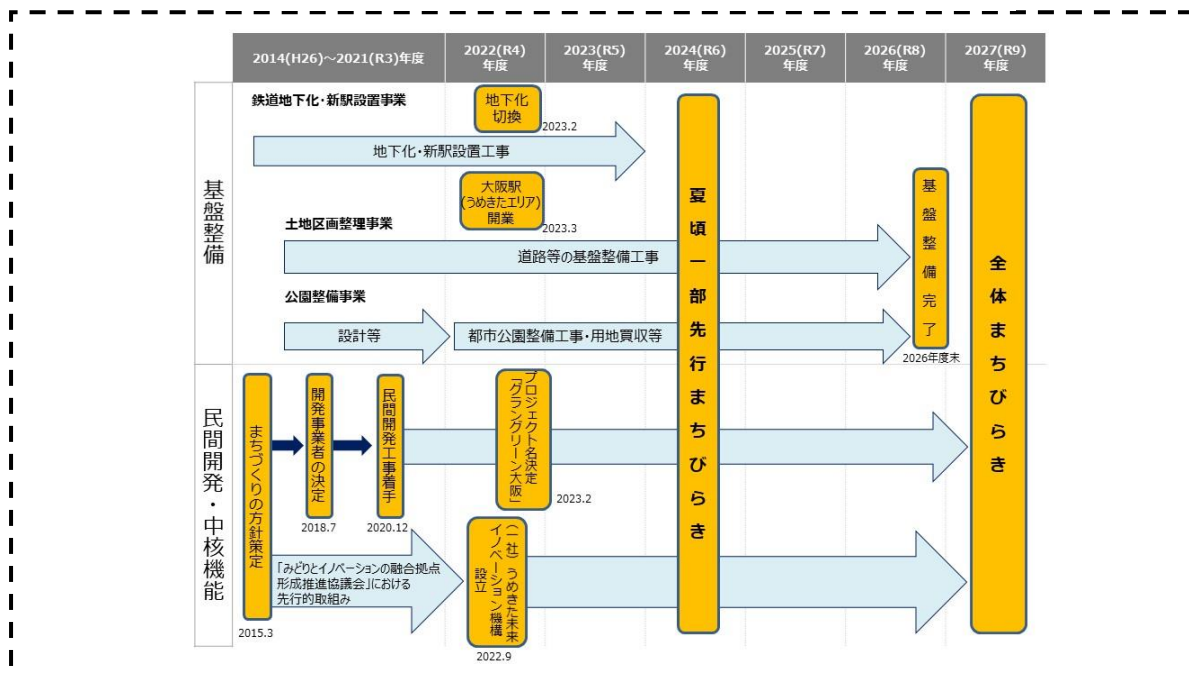 2014(H26)～2021(R3)年度
2022(R4)
年度
2023(R5)
年度
2024(R6)
年度
2025(R7)
年度
2026(R8)
年度
2027(R9)
年度
基盤整備
鉄道地下化・新駅設置事業
地下化
切換
2023.2
地下化・新駅設置工事
大阪駅
(うめきたエリア)
開業
2023.3
土地区画整理事業
道路等の基盤整備工事
公園整備事業
設計等
都市公園整備工事・用地買収等
基盤整備完了
2026年度末
夏頃一部先行まちびらき
全体まちびらき
民間開発・中核機能
まちづくりの方針策定
2015.3
開発事業者の決定
2018.7
民間開発工事着手
2020.12
プロジェクト名決定
「グラングリーン大阪」
2023.2
「みどりとイノベーションの融合拠点
形成推進協議会」における
先行的取組み
（一社）うめきた未来
イノベーション機構
設立
2022.9